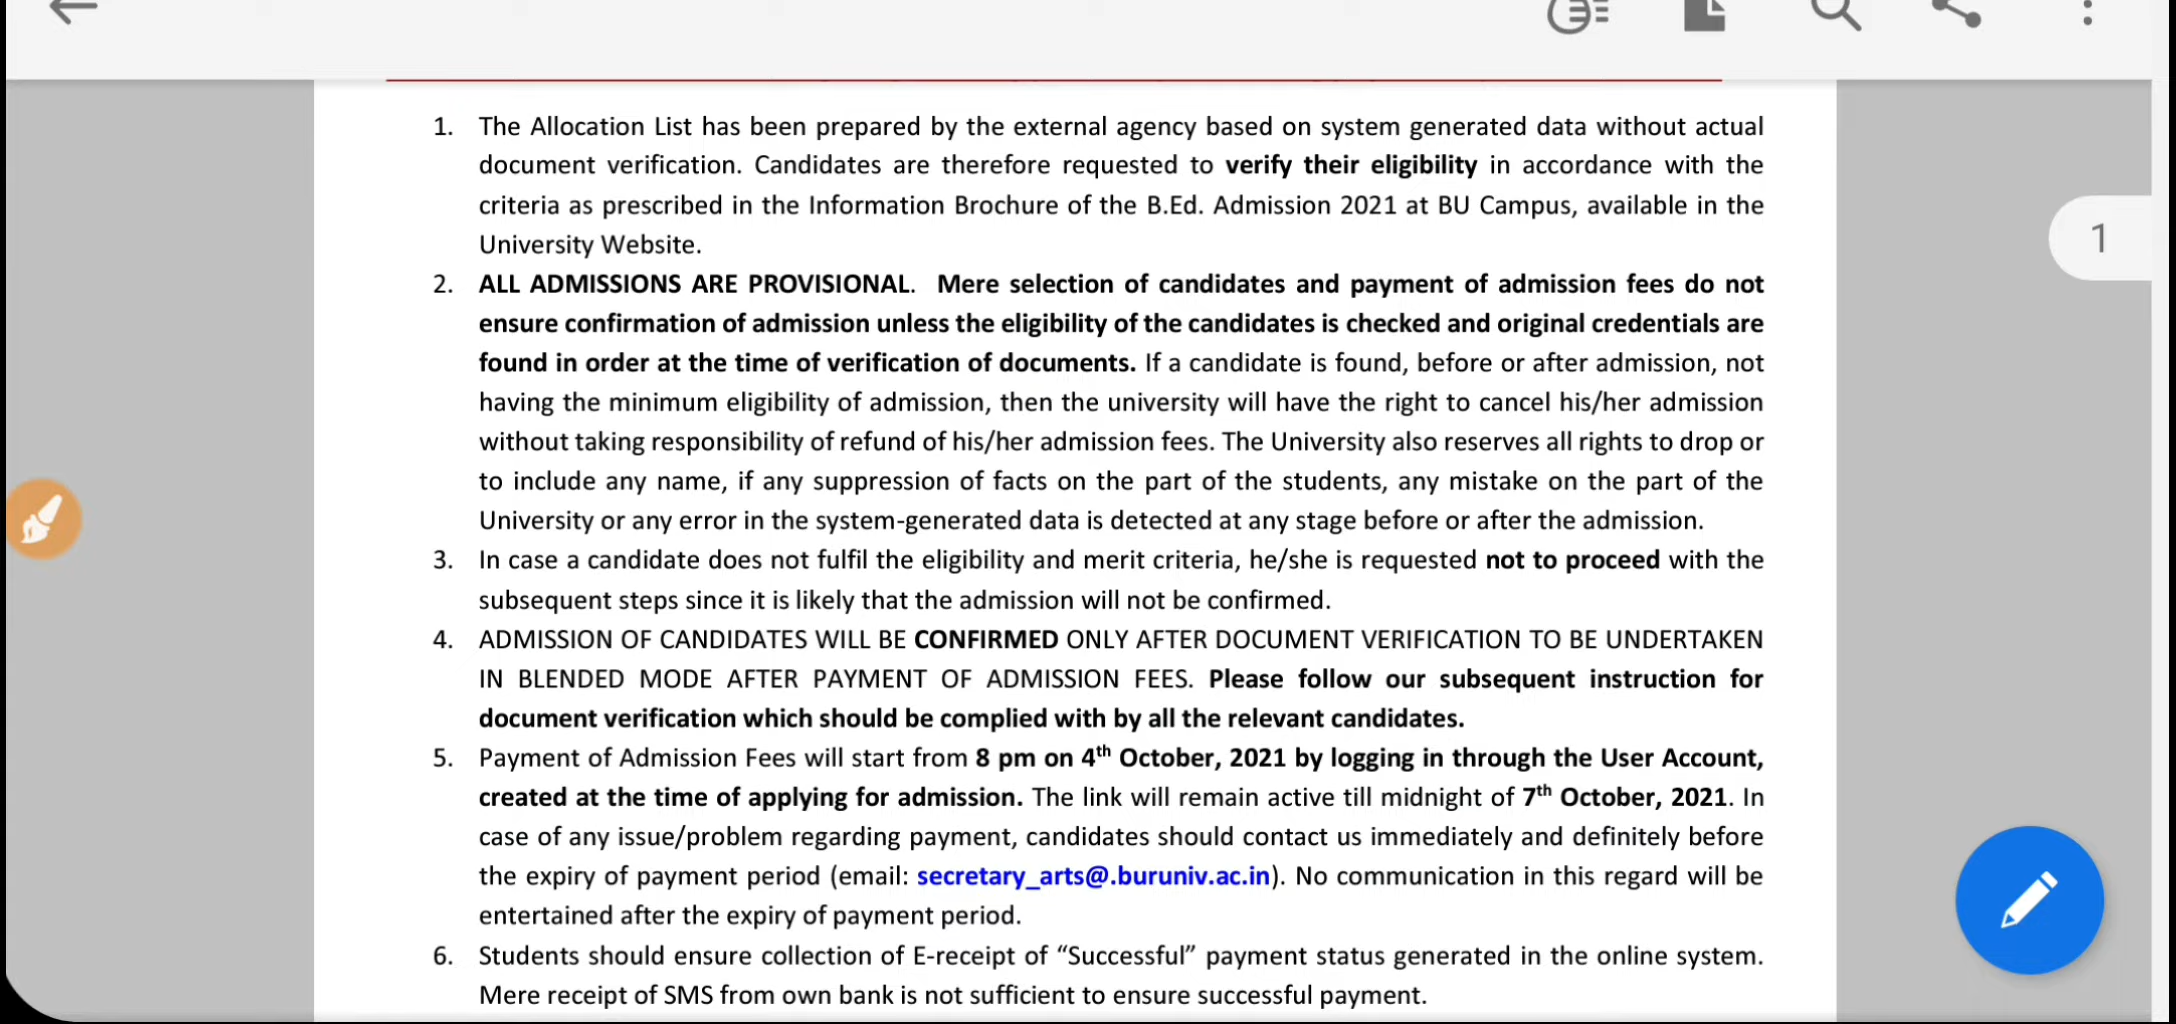 1
1. The Allocation List has been prepared by the external agency based on system generated data without actual
document verification. Candidates are therefore requested to verify their eligibility in accordance with the
criteria as prescribed in the Information Brochure of the B.Ed. Admission 2021 at BU Campus, available in the
University Website.
2. ALL ADMISSIONS ARE PROVISIONAL. Mere selection of candidates and payment of admission fees do not
ensure confirmation of admission unless the eligibility of the candidates is checked and original credentials are
found in order at the time of verification of documents. If a candidate is found, before or after admission, not
having the minimum eligibility of admission, then the university will have the right to cancel his/her admission
without taking responsibility of refund of his/her admission fees. The University also reserves all rights to drop or
to include any name, if any suppression of facts on the part of the students, any mistake on the part of the
University or any error in the system-generated data is detected at any stage before or after the admission.
3. In case a candidate does not fulfil the eligibility and merit criteria, he/she is requested not to proceed with the
subsequent steps since it is likely that the admission will not be confirmed.
4. ADMISSION OF CANDIDATES WILL BE CONFIRMED ONLY AFTER DOCUMENT VERIFICATION TO BE UNDERTAKEN
IN BLENDED MODE AFTER PAYMENT OF ADMISSION FEES. Please follow our subsequent instruction for
document verification which should be complied with by all the relevant candidates.
5. Payment of Admission Fees will start from 8 pm on 4th October, 2021 by logging in through the User Account,
created at the time of applying for admission. The link will remain active till midnight of 7th October, 2021. In
case of any issue/problem regarding payment, candidates should contact us immediately and definitely before
the expiry of payment period (email: secretary_arts@.buruniv.ac.in). No communication in this regard will be
entertained after the expiry of payment period.
6. Students should ensure collection of E-receipt of “Successful” payment status generated in the online system.
Mere receipt of SMS from own bank is not sufficient to ensure successful payment.